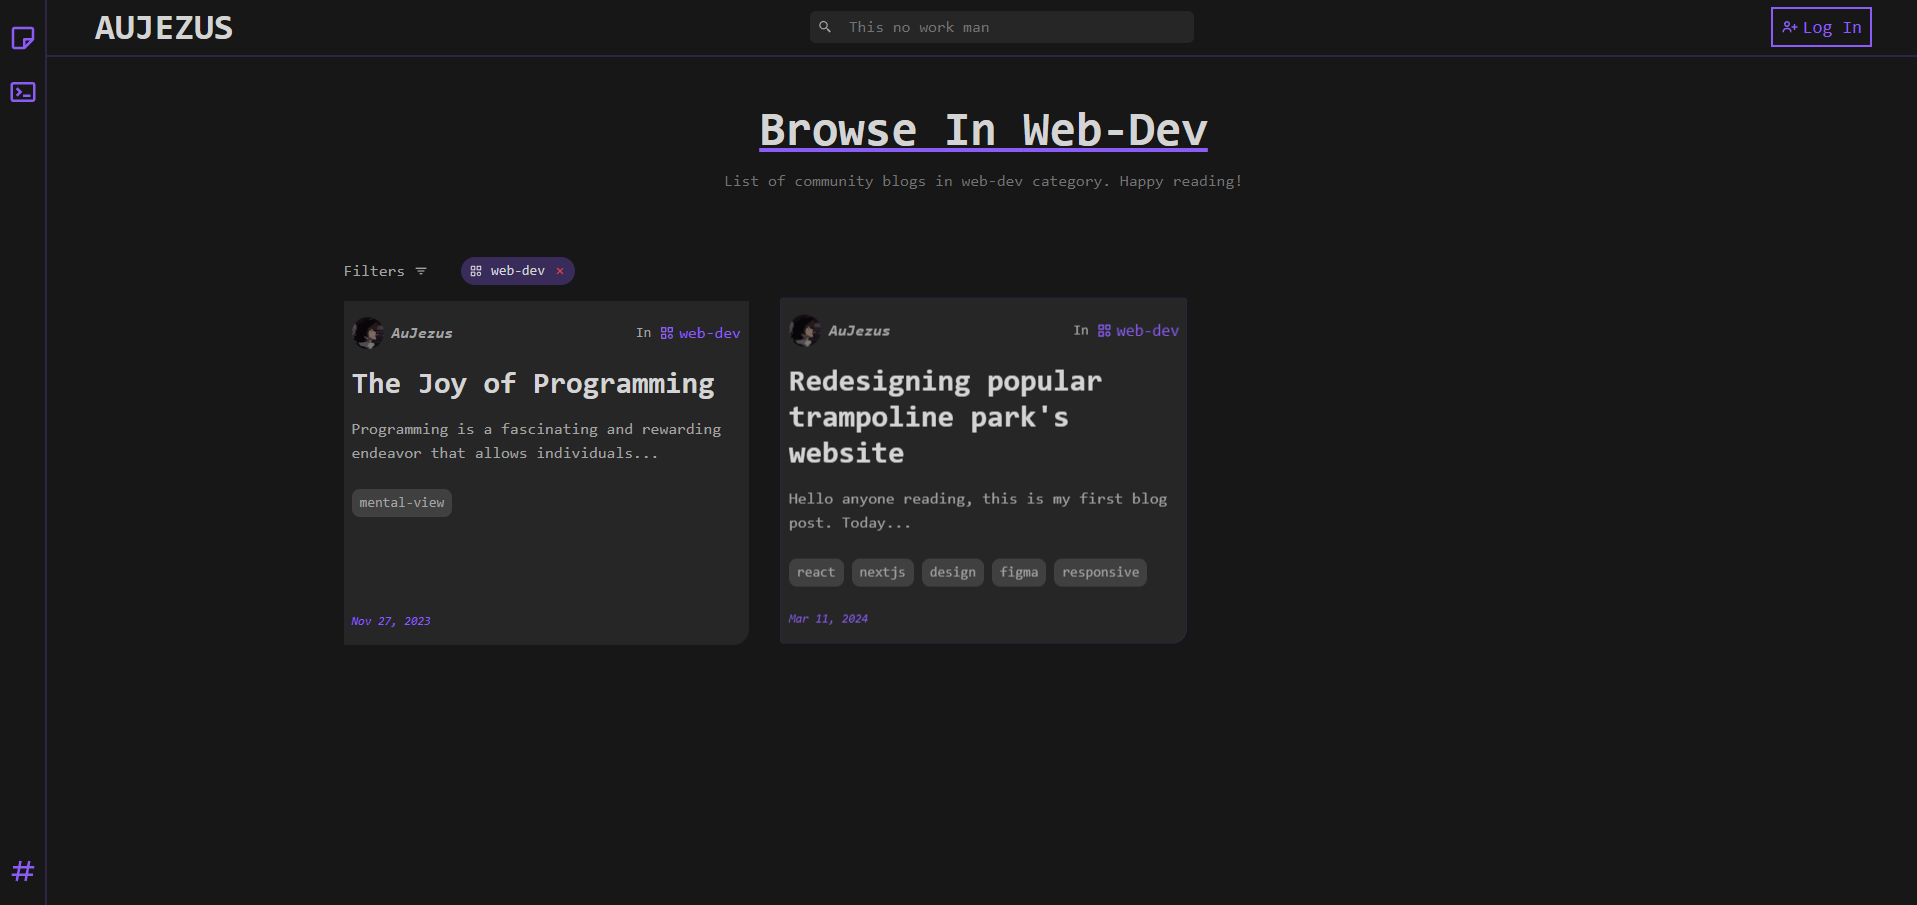 AUJEZUS
This no work man
Log In
Browse In Web-Dev
List of community blogs in web-dev category. Happy reading!
Filters
web-dev ×
AuJezus
In web-dev
The Joy of Programming
Programming is a fascinating and rewarding
endeavor that allows individuals...
mental-view
Nov 27, 2023
AuJezus
In web-dev
Redesigning popular
trampoline park's
website
Hello anyone reading, this is my first blog
post. Today...
react nextjs design figma responsive
Mar 11, 2024
#